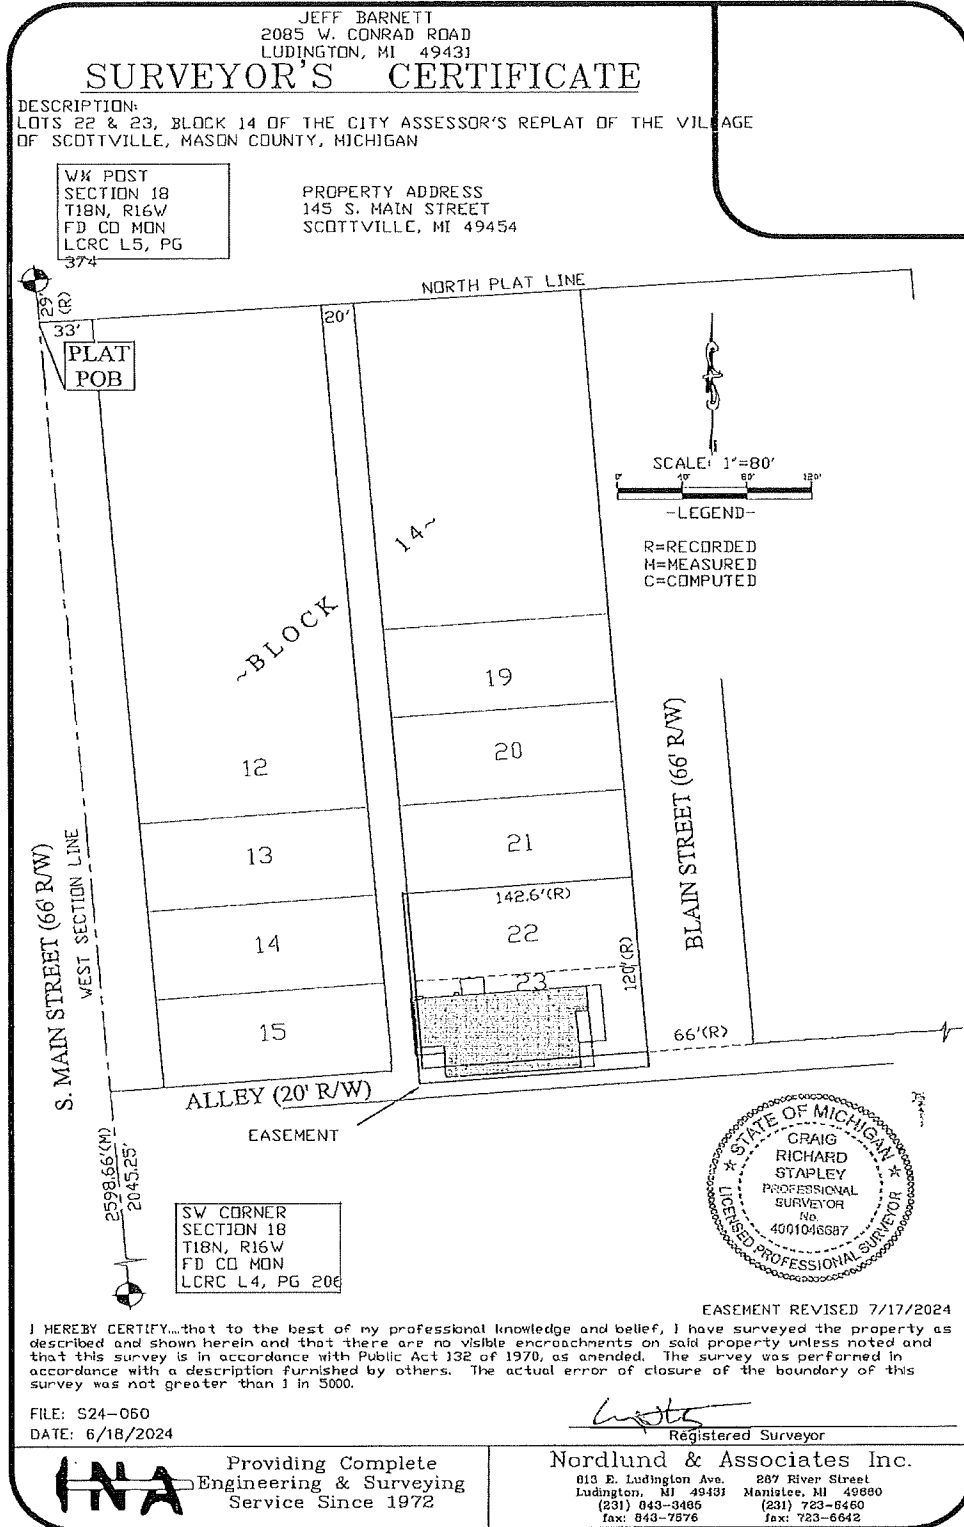 JEFF BARNETT
2085 W. CONRAD ROAD
LUDINGTON, MI 49431
SURVEYOR'S CERTIFICATE
DESCRIPTION:
LOTS 22 & 23, BLOCK 14 OF THE CITY ASSESSOR'S REPLAT OF THE VILLAGE
OF SCOTTVILLE, MASON COUNTY, MICHIGAN
W¼ POST
SECTION 18
T18N, R16W
FD CO MON
LCRC L5, PG
374
PROPERTY ADDRESS
145 S. MAIN STREET
SCOTTVILLE, MI 49454
NORTH PLAT LINE
29'
(R)
33'
20'
PLAT
POB
SCALE: 1"=80'
0' 40' 80' 120'
-LEGEND-
R=RECORDED
M=MEASURED
C=COMPUTED
~BLOCK
14~
19
20
21
12
13
14
15
142.6'(R)
22
23
120'(R)
66'(R)
BLAIN STREET (66' R/W)
S. MAIN STREET (66' R/W)
WEST SECTION LINE
ALLEY (20' R/W)
EASEMENT
2598.66'(M)
2045.25'
SW CORNER
SECTION 18
T18N, R16W
FD CO MON
LCRC L4, PG 206
STATE OF MICHIGAN
CRAIG
RICHARD
STAPLEY
PROFESSIONAL
SURVEYOR
No.
4001046687
LICENSED PROFESSIONAL SURVEYOR
EASEMENT REVISED 7/17/2024
I HEREBY CERTIFY...that to the best of my professional knowledge and belief, I have surveyed the property as
described and shown herein and that there are no visible encroachments on said property unless noted and
that this survey is in accordance with Public Act 132 of 1970, as amended. The survey was performed in
accordance with a description furnished by others. The actual error of closure of the boundary of this
survey was not greater than 1 in 5000.
FILE: S24-060
DATE: 6/18/2024
Registered Surveyor
INA
Providing Complete
Engineering & Surveying
Service Since 1972
Nordlund & Associates Inc.
813 E. Ludington Ave. 287 River Street
Ludington, MI 49431 Manistee, MI 49660
(231) 843-3485 (231) 723-6460
fax: 843-7676 fax: 723-6642